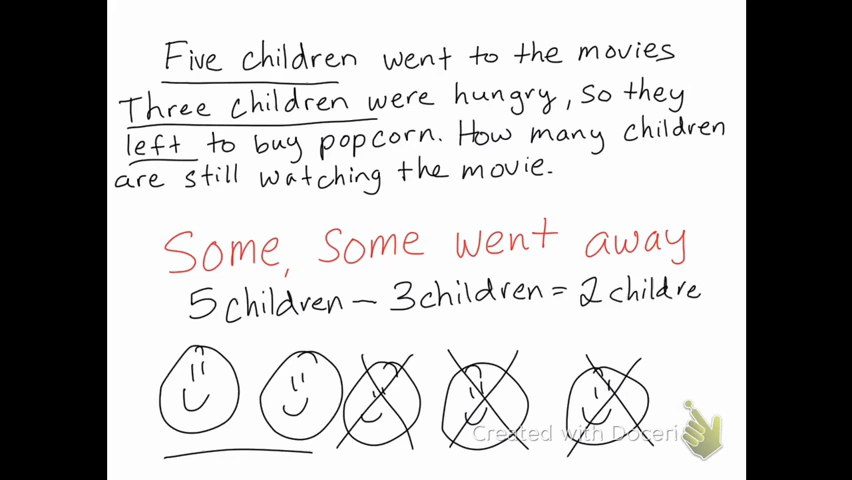 Five children went to the movies
Three children were hungry, so they
left to buy popcorn. How many children
are still watching the movie.
Some, some went away
5 children - 3 children = 2 childre
Created with Doceri